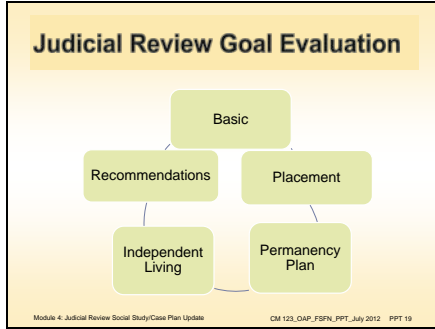 Judicial Review Goal Evaluation
Basic
Recommendations
Placement
Independent
Living
Permanency
Plan
Module 4: Judicial Review Social Study/Case Plan Update
CM 123_OAP_FSFN_PPT_July 2012 PPT 19